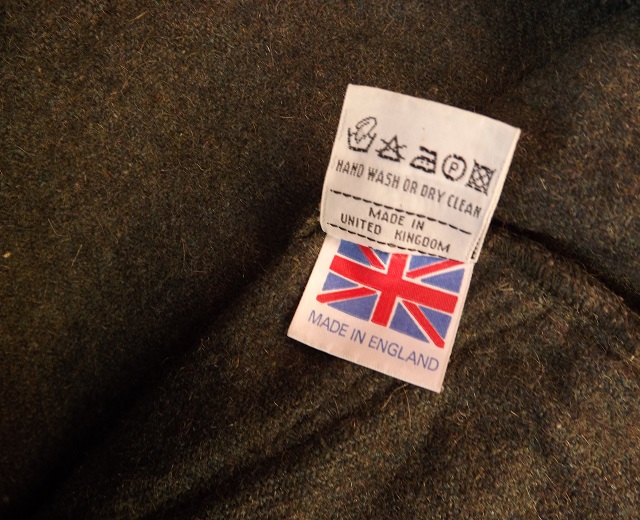 P
HAND WASH OR DRY CLEAN
MADE IN
UNITED KINGDOM
MADE IN ENGLAND